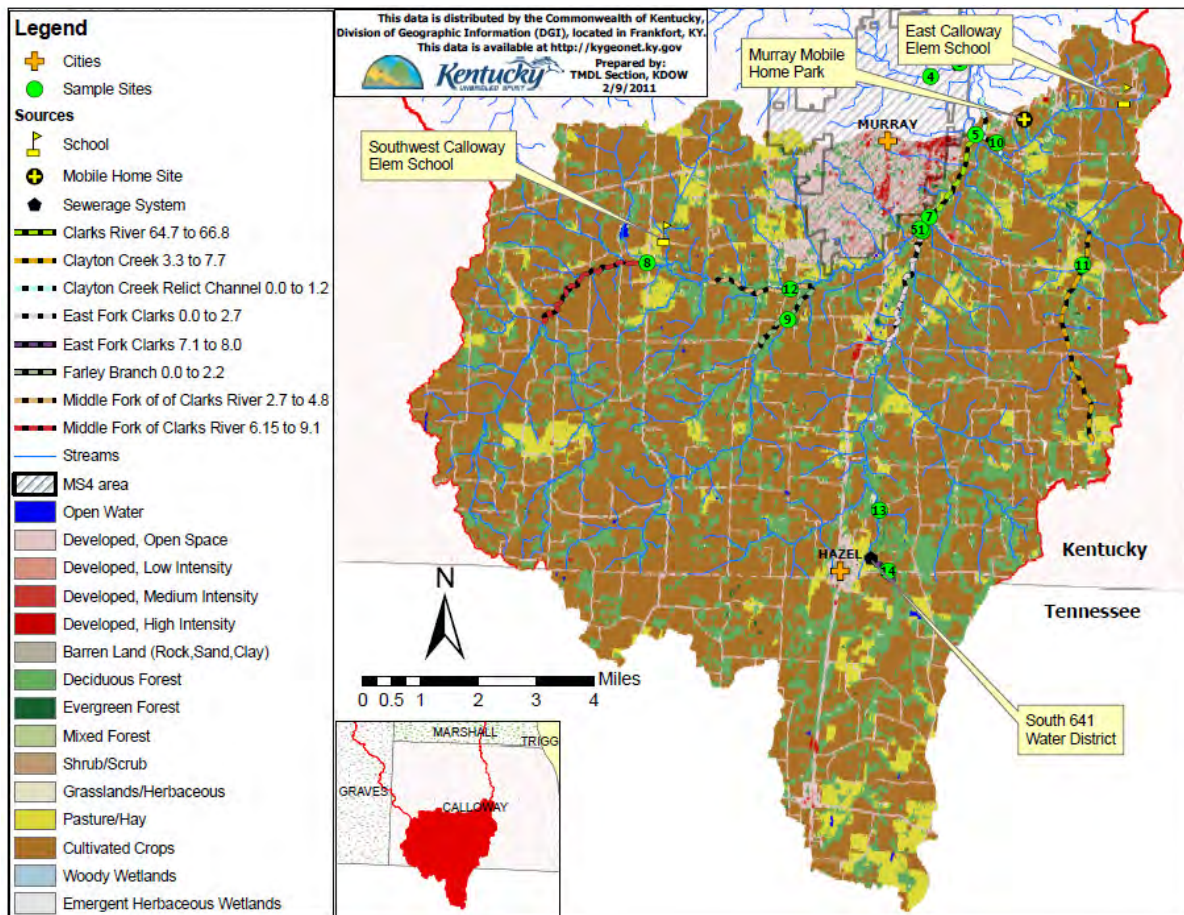 Legend
Cities
Sample Sites
Sources
School
Mobile Home Site
Sewerage System
Clarks River 64.7 to 66.8
Clayton Creek 3.3 to 7.7
Clayton Creek Relict Channel 0.0 to 1.2
East Fork Clarks 0.0 to 2.7
East Fork Clarks 7.1 to 8.0
Farley Branch 0.0 to 2.2
Middle Fork of of Clarks River 2.7 to 4.8
Middle Fork of Clarks River 6.15 to 9.1
Streams
MS4 area
Open Water
Developed, Open Space
Developed, Low Intensity
Developed, Medium Intensity
Developed, High Intensity
Barren Land (Rock,Sand,Clay)
Deciduous Forest
Evergreen Forest
Mixed Forest
Shrub/Scrub
Grasslands/Herbaceous
Pasture/Hay
Cultivated Crops
Woody Wetlands
Emergent Herbaceous Wetlands
This data is distributed by the Commonwealth of Kentucky,
Division of Geographic Information (DGI), located in Frankfort, KY.
This data is available at http://kygeonet.ky.gov
Prepared by:
TMDL Section, KDOW
2/9/2011
Kentucky
UNBRIDLED SPIRIT
East Calloway
Elem School
Murray Mobile
Home Park
Southwest Calloway
Elem School
MURRAY
4
5
10
7
51
8
12
9
11
13
14
HAZEL
Kentucky
Tennessee
South 641
Water District
N
Miles
0 0.5 1 2 3 4
MARSHALL
TRIGG
GRAVES
CALLOWAY